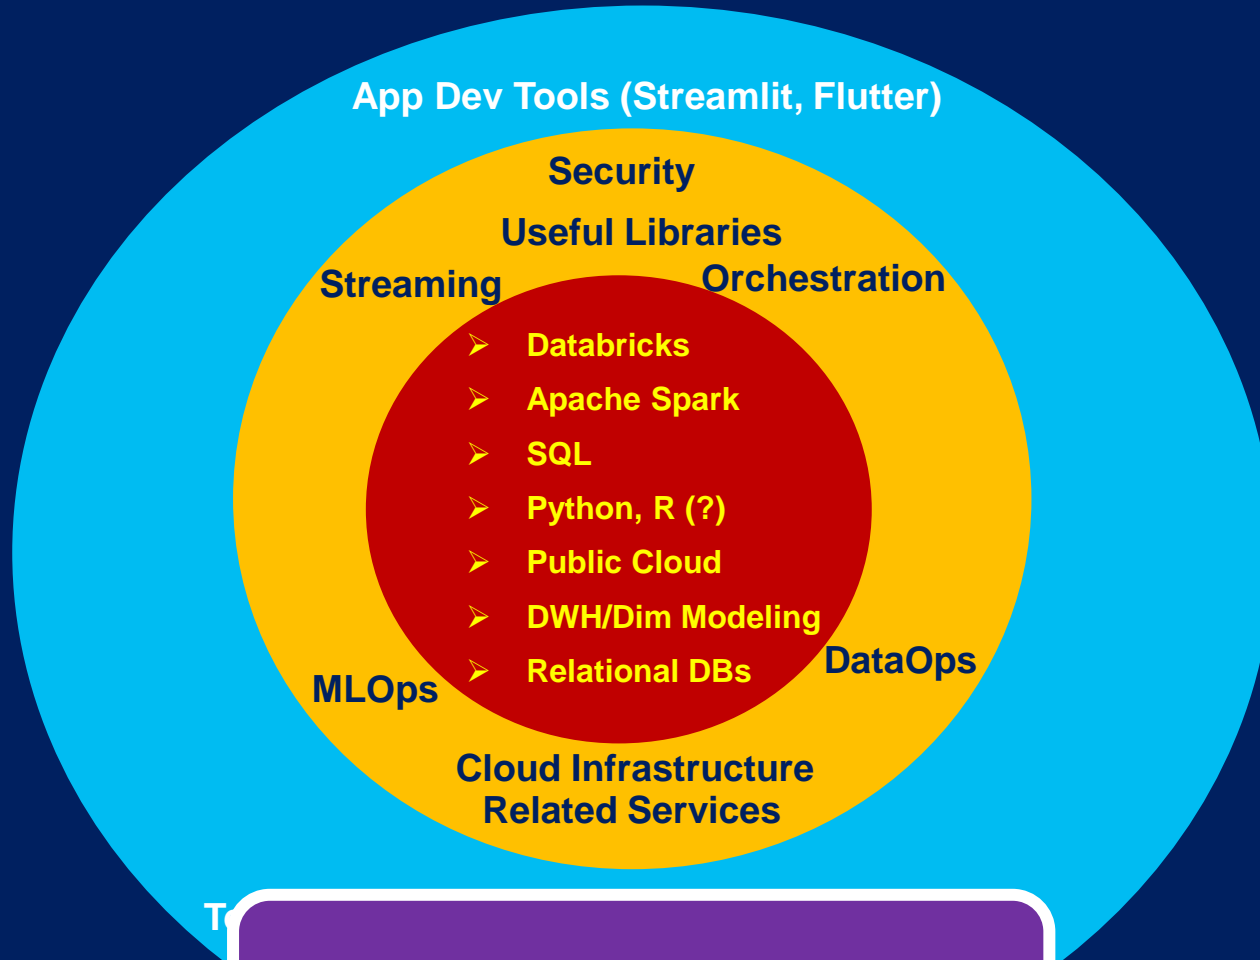 App Dev Tools (Streamlit, Flutter)
Security
Useful Libraries
Streaming
Orchestration
➢ Databricks
➢ Apache Spark
➢ SQL
➢ Python, R (?)
➢ Public Cloud
➢ DWH/Dim Modeling
➢ Relational DBs
MLOps
DataOps
Cloud Infrastructure
Related Services